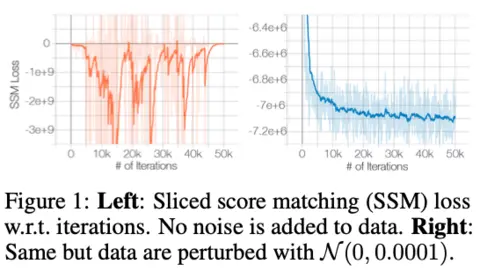 SSM Loss
0
-1e+9
-2e+9
-3e+9
0 10k 20k 30k 40k 50k
# of Iterations
-6.4e+6
-6.6e+6
-6.8e+6
-7e+6
-7.2e+6
0 10k 20k 30k 40k 50k
# of Iterations
Figure 1: Left: Sliced score matching (SSM) loss
w.r.t. iterations. No noise is added to data. Right:
Same but data are perturbed with 𝒩(0, 0.0001).